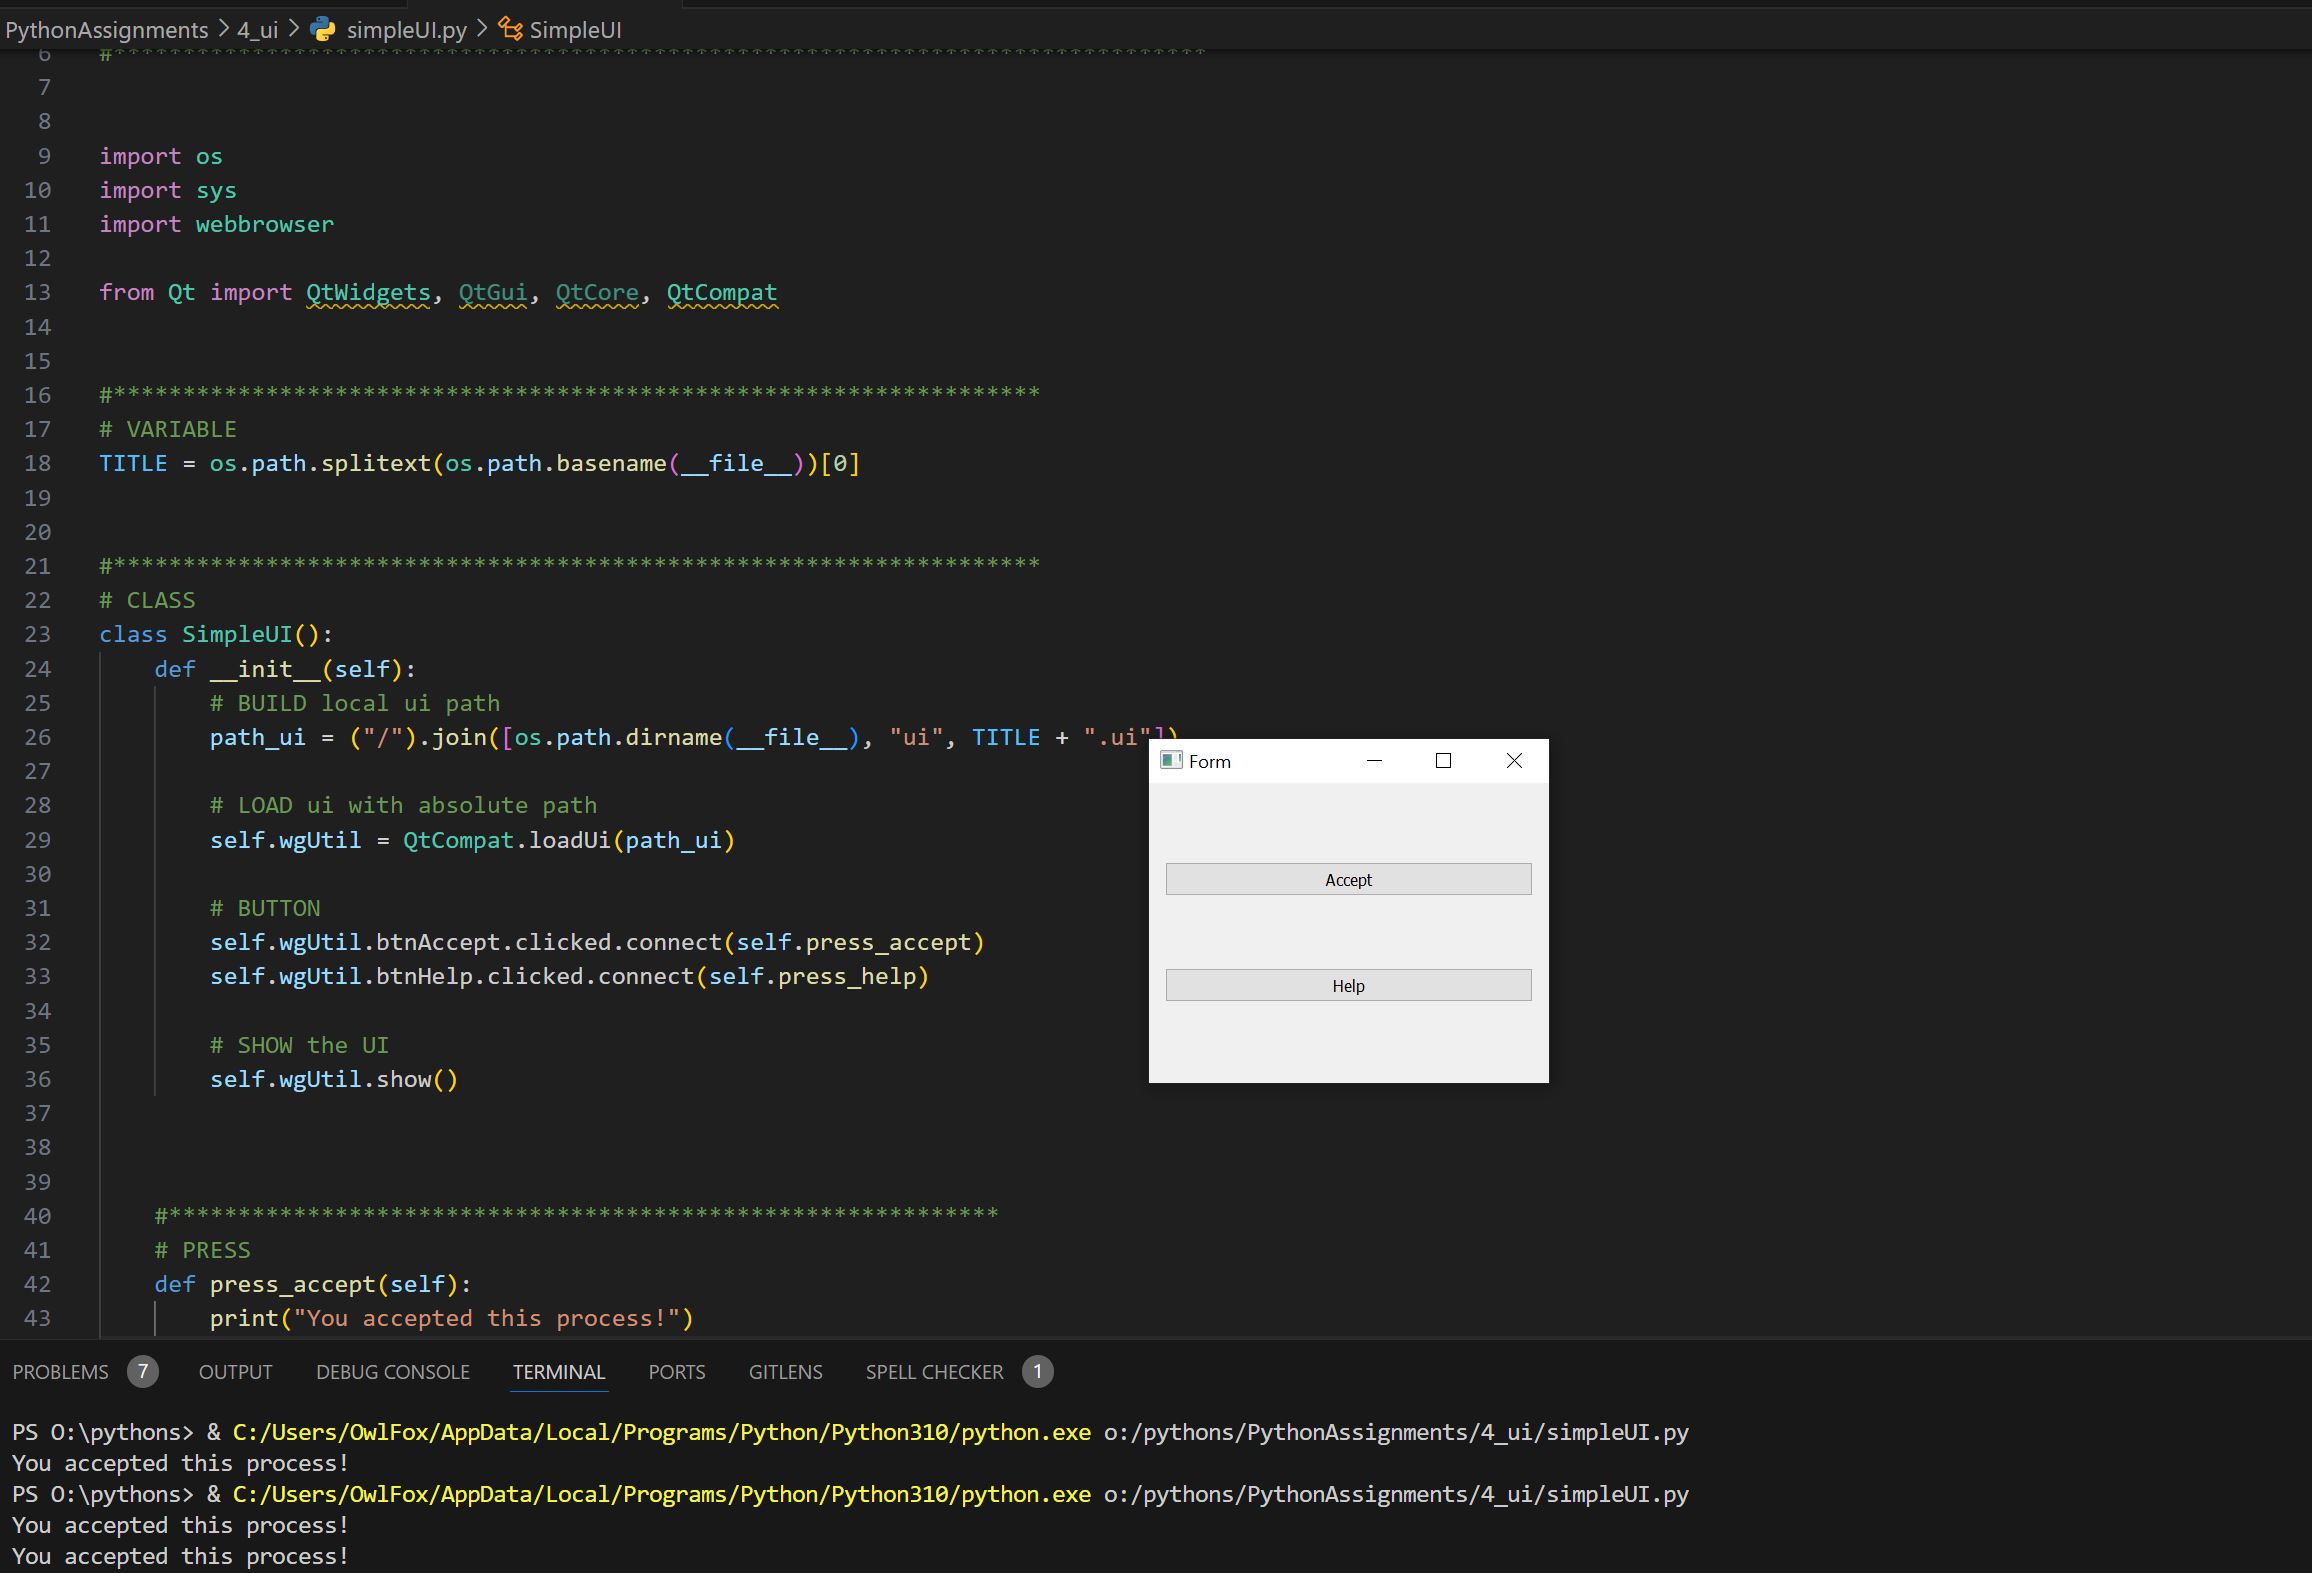 PythonAssignments > 4_ui > simpleUI.py > SimpleUI
6 #*******************************************************************************
7
8
9 import os
10 import sys
11 import webbrowser
12
13 from Qt import QtWidgets, QtGui, QtCore, QtCompat
14
15
16 #*******************************************************************
17 # VARIABLE
18 TITLE = os.path.splitext(os.path.basename(__file__))[0]
19
20
21 #*******************************************************************
22 # CLASS
23 class SimpleUI():
24 def __init__(self):
25 # BUILD local ui path
26 path_ui = ("/").join([os.path.dirname(__file__), "ui", TITLE + ".ui"])
27
28 # LOAD ui with absolute path
29 self.wgUtil = QtCompat.loadUi(path_ui)
30
31 # BUTTON
32 self.wgUtil.btnAccept.clicked.connect(self.press_accept)
33 self.wgUtil.btnHelp.clicked.connect(self.press_help)
34
35 # SHOW the UI
36 self.wgUtil.show()
37
38
39
40 #************************************************************
41 # PRESS
42 def press_accept(self):
43 print("You accepted this process!")
Form
Accept
Help
PROBLEMS 7 OUTPUT DEBUG CONSOLE TERMINAL PORTS GITLENS SPELL CHECKER 1
PS O:\pythons> & C:/Users/OwlFox/AppData/Local/Programs/Python/Python310/python.exe o:/pythons/PythonAssignments/4_ui/simpleUI.py
You accepted this process!
PS O:\pythons> & C:/Users/OwlFox/AppData/Local/Programs/Python/Python310/python.exe o:/pythons/PythonAssignments/4_ui/simpleUI.py
You accepted this process!
You accepted this process!